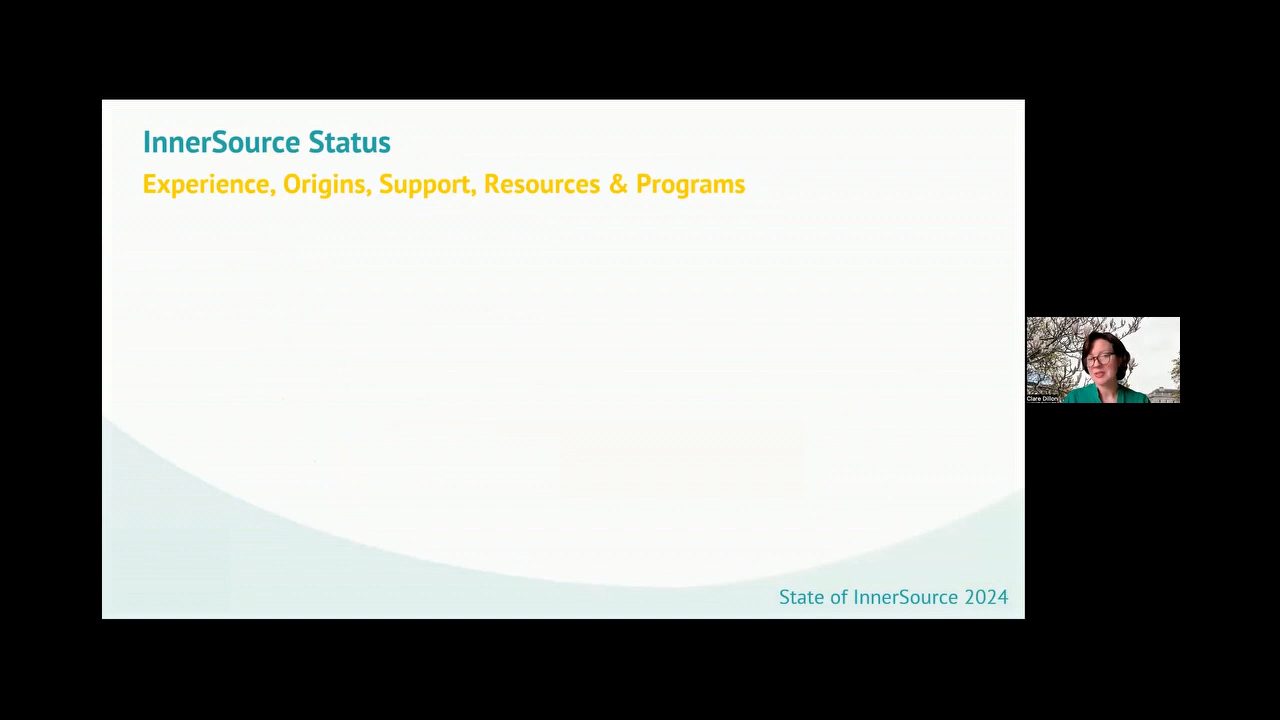 InnerSource Status
Experience, Origins, Support, Resources & Programs
Clare Dillon
State of InnerSource 2024